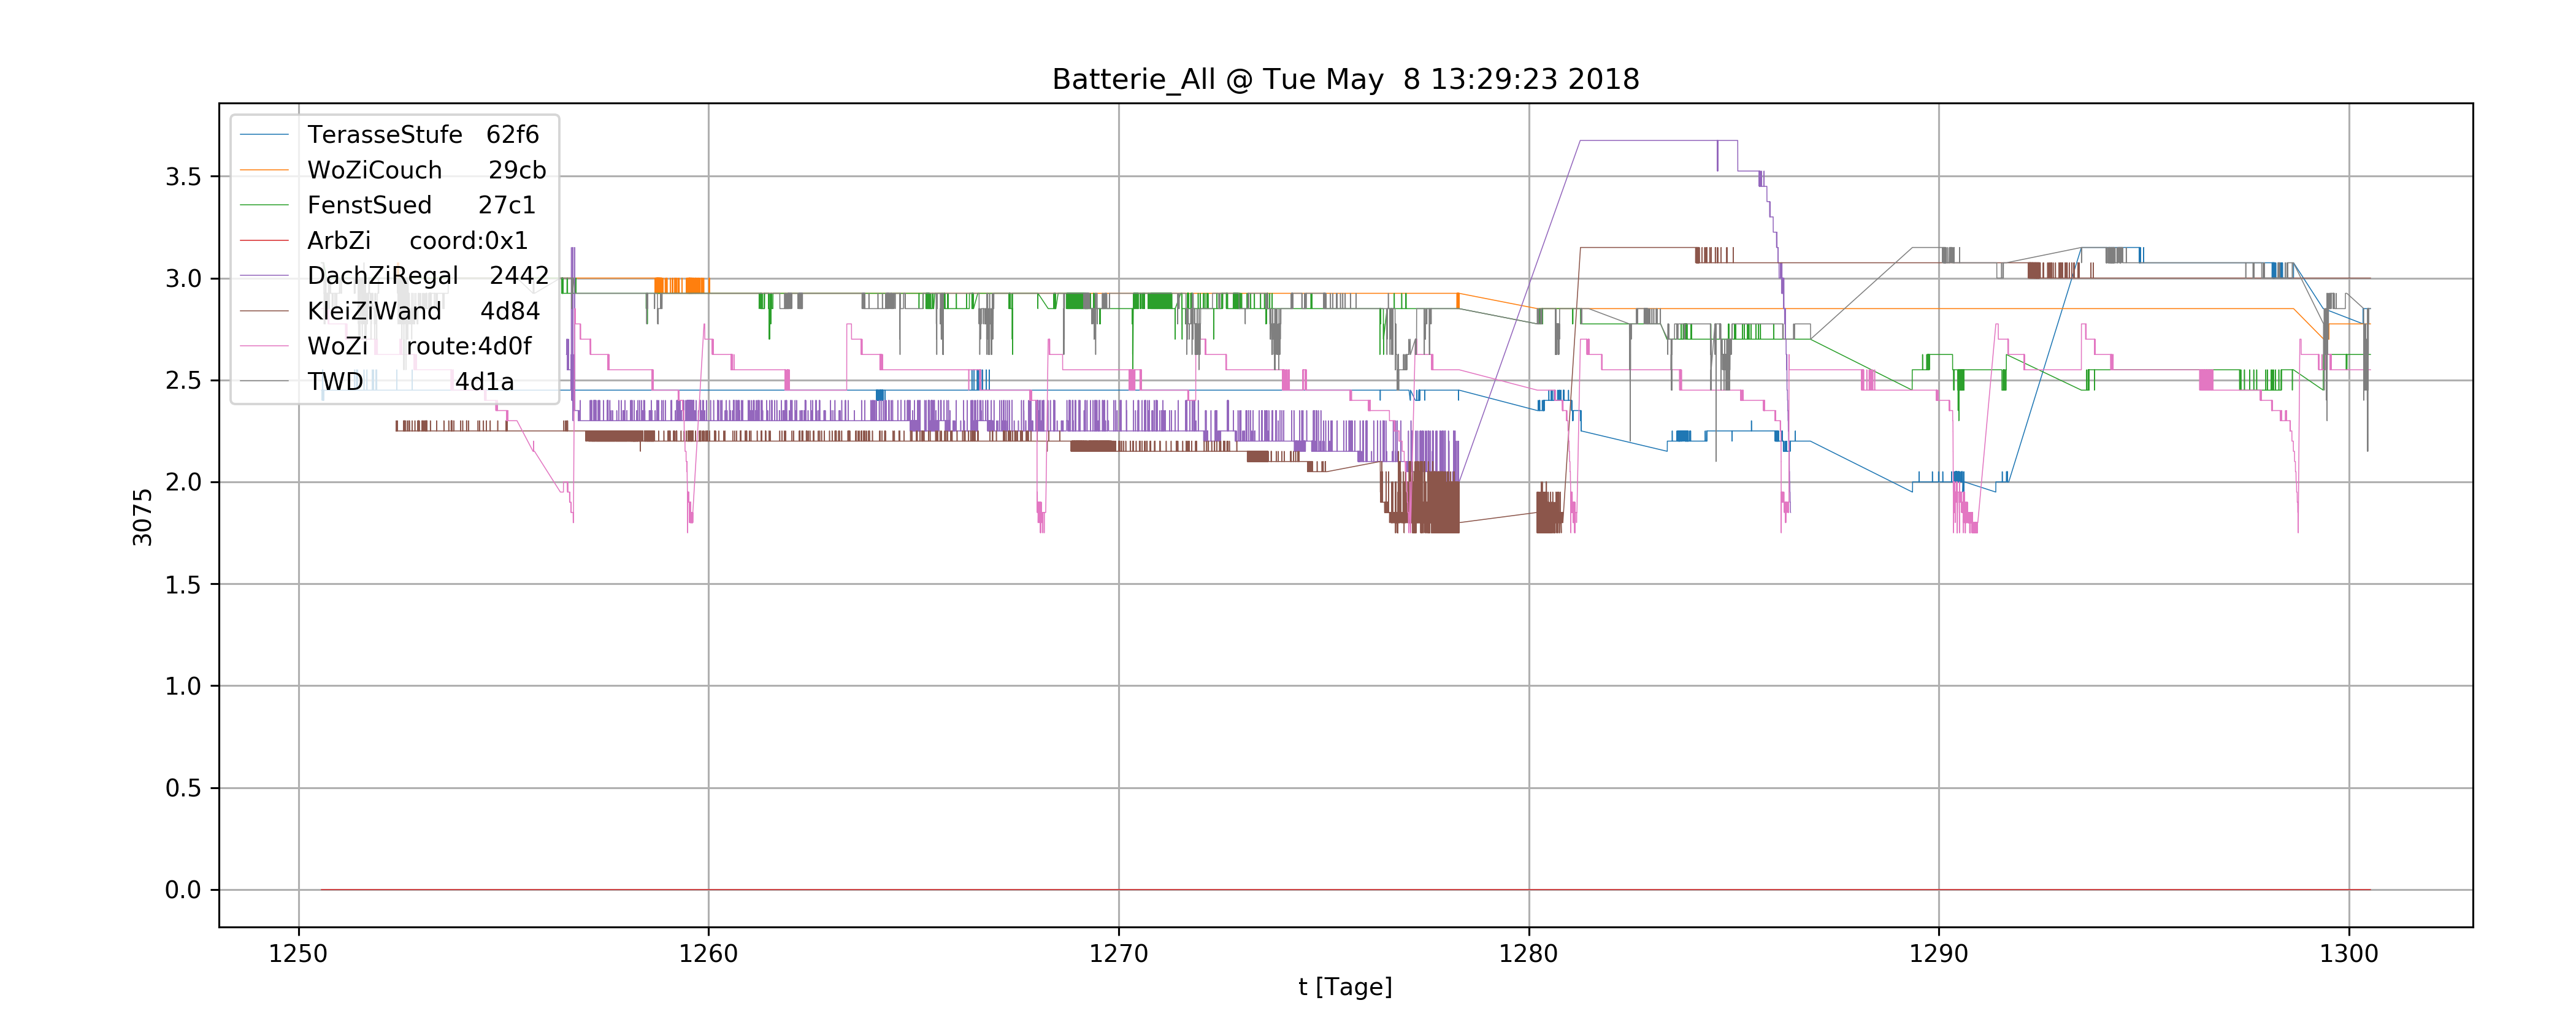 Batterie_All @ Tue May  8 13:29:23 2018
TerasseStufe   62f6
WoZiCouch      29cb
FenstSued      27c1
ArbZi     coord:0x1
DachZiRegal    2442
KleiZiWand     4d84
WoZi     route:4d0f
TWD            4d1a
3.5
3.0
2.5
2.0
1.5
1.0
0.5
0.0
3075
1250 1260 1270 1280 1290 1300
t [Tage]